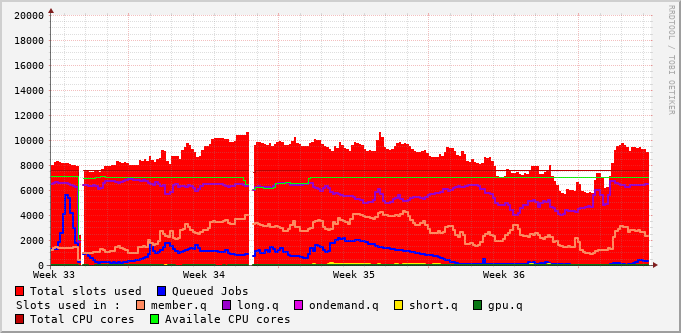 20000
18000
16000
14000
12000
10000
8000
6000
4000
2000
0
Week 33 Week 34 Week 35 Week 36
RRDTOOL / TOBI OETIKER
Total slots used Queued Jobs
Slots used in : member.q long.q ondemand.q short.q gpu.q
Total CPU cores Availale CPU cores